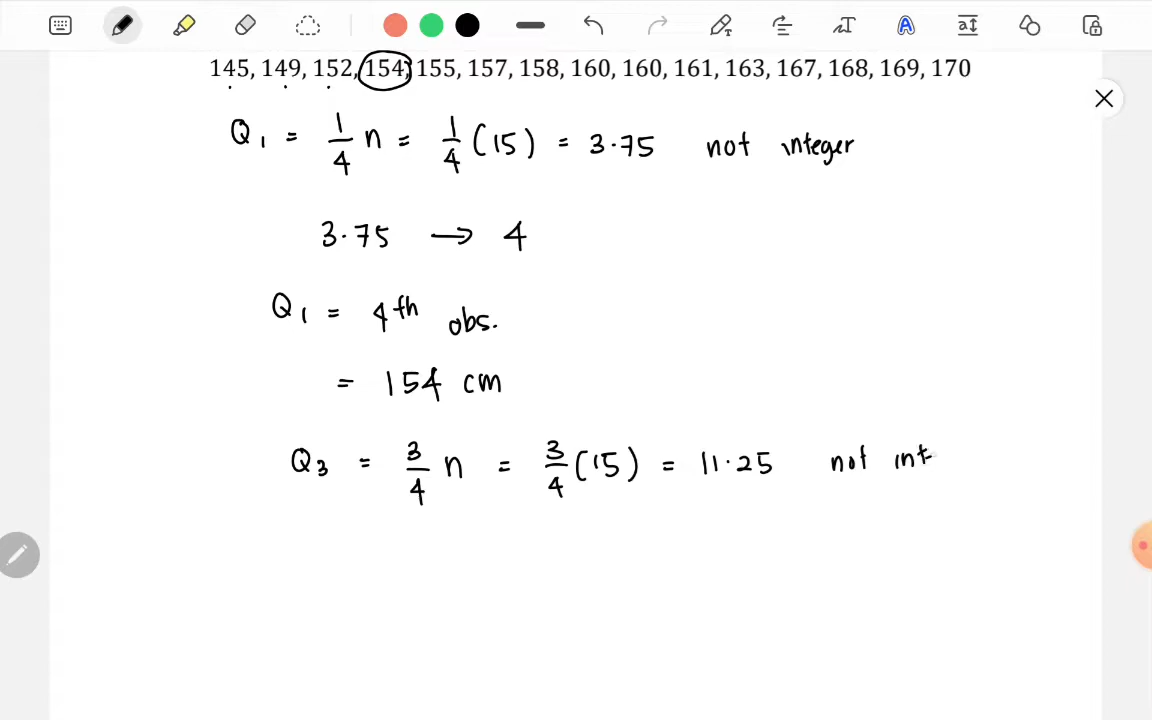 145, 149, 152, 154, 155, 157, 158, 160, 160, 161, 163, 167, 168, 169, 170
Q₁ = 1/4 n = 1/4 (15) = 3.75 not integer
3.75 → 4
Q₁ = 4th obs.
= 154 cm
Q₃ = 3/4 n = 3/4 (15) = 11.25 not int